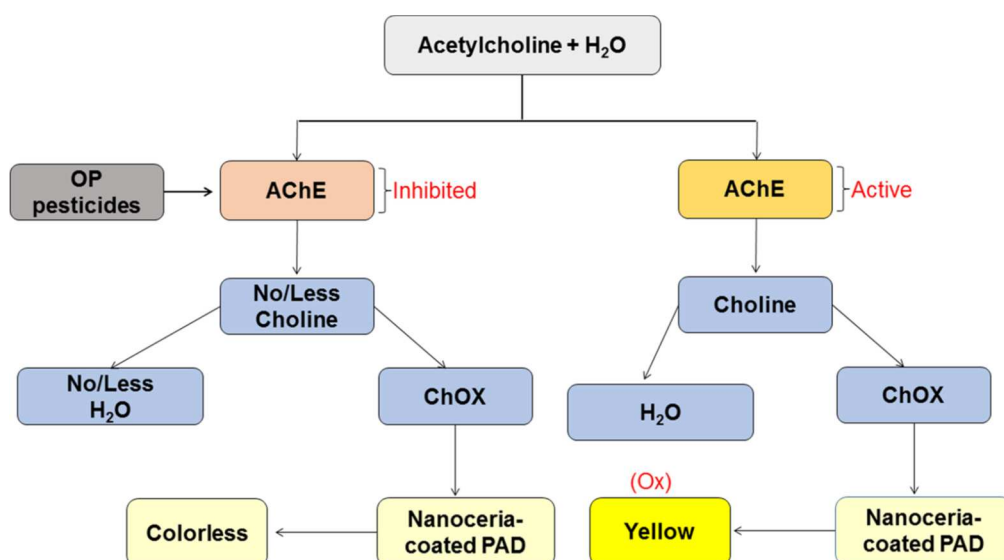 Acetylcholine + H₂O
OP
pesticides
AChE
Inhibited
AChE
Active
No/Less
Choline
Choline
No/Less
H₂O
ChOX
H₂O
ChOX
(Ox)
Colorless
Nanoceria-
coated PAD
Yellow
Nanoceria-
coated PAD